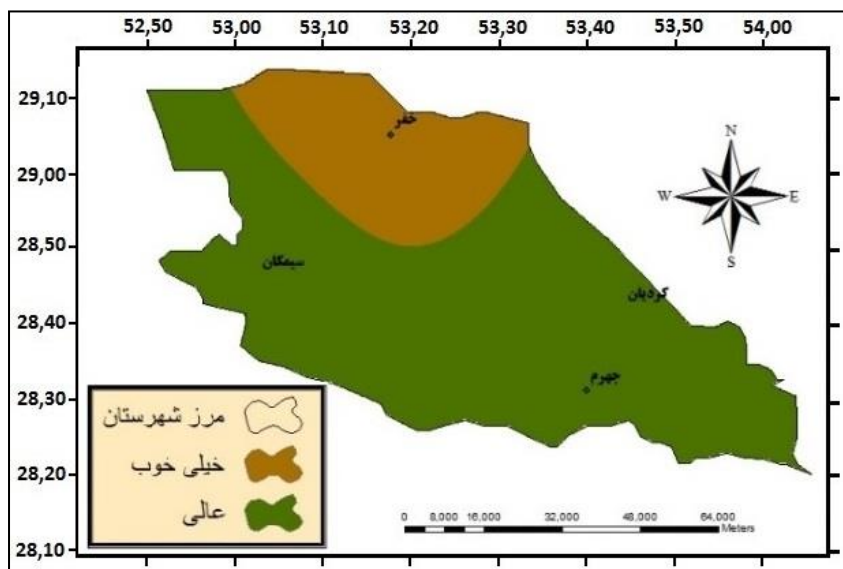 52,50 53,00 53,10 53,20 53,30 53,40 53,50 54,00
29,10
29,00
28,50
28,40
28,30
28,20
28,10
خفر
سیمکان
کردیان
جهرم
N
W E
S
مرز شهرستان
خیلی خوب
عالی
0 8,000 16,000 32,000 48,000 64,000
Meters